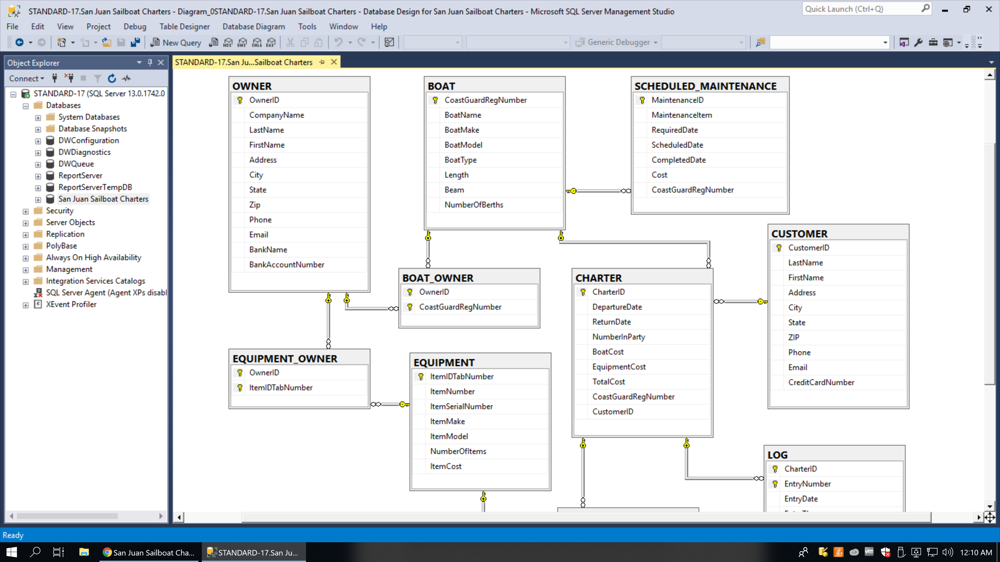 STANDARD-17.San Juan Sailboat Charters - Diagram_0STANDARD-17.San Juan Sailboat Charters - Database Design for San Juan Sailboat Charters - Microsoft SQL Server Management Studio
Quick Launch (Ctrl+Q)
File Edit View Project Debug Table Designer Database Diagram Tools Window Help
New Query MDX DMX XMLA DAX Generic Debugger
Object Explorer
STANDARD-17.San Ju...Sailboat Charters
Connect
STANDARD-17 (SQL Server 13.0.1742.0
Databases
System Databases
Database Snapshots
DWConfiguration
DWDiagnostics
DWQueue
ReportServer
ReportServerTempDB
San Juan Sailboat Charters
Security
Server Objects
Replication
PolyBase
Always On High Availability
Management
Integration Services Catalogs
SQL Server Agent (Agent XPs disabl
XEvent Profiler
OWNER
OwnerID
CompanyName
LastName
FirstName
Address
City
State
Zip
Phone
Email
BankName
BankAccountNumber
BOAT
CoastGuardRegNumber
BoatName
BoatMake
BoatModel
BoatType
Length
Beam
NumberOfBerths
SCHEDULED_MAINTENANCE
MaintenanceID
MaintenanceItem
RequiredDate
ScheduledDate
CompletedDate
Cost
CoastGuardRegNumber
CUSTOMER
CustomerID
LastName
FirstName
Address
City
State
ZIP
Phone
Email
CreditCardNumber
BOAT_OWNER
OwnerID
CoastGuardRegNumber
CHARTER
CharterID
DepartureDate
ReturnDate
NumberInParty
BoatCost
EquipmentCost
TotalCost
CoastGuardRegNumber
CustomerID
EQUIPMENT_OWNER
OwnerID
ItemIDTabNumber
EQUIPMENT
ItemIDTabNumber
ItemNumber
ItemSerialNumber
ItemMake
ItemModel
NumberOfItems
ItemCost
LOG
CharterID
EntryNumber
EntryDate
Ready
San Juan Sailboat Cha...
STANDARD-17.San Ju...
vm
12:10 AM